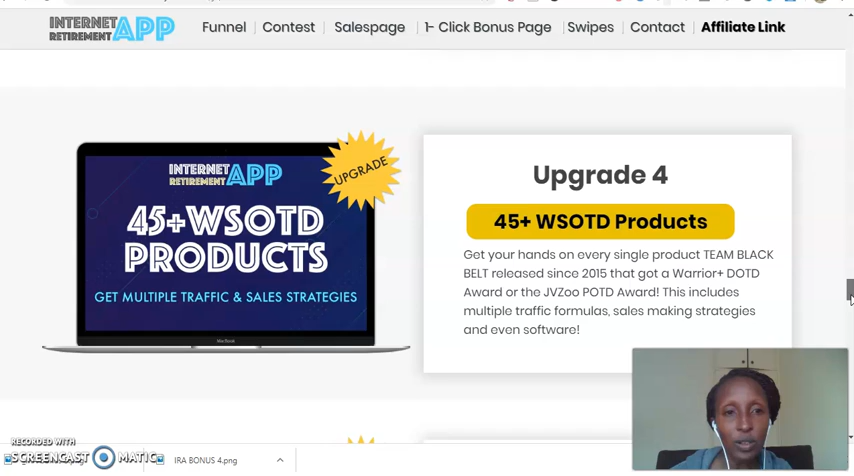 INTERNET RETIREMENT APP
Funnel Contest Salespage 1- Click Bonus Page Swipes Contact Affiliate Link
INTERNET RETIREMENT APP
UPGRADE
45+WSOTD
PRODUCTS
GET MULTIPLE TRAFFIC & SALES STRATEGIES
MacBook
Upgrade 4
45+ WSOTD Products
Get your hands on every single product TEAM BLACK
BELT released since 2015 that got a Warrior+ DOTD
Award or the JVZoo POTD Award! This includes
multiple traffic formulas, sales making strategies
and even software!
RECORDED WITH
SCREENCAST MATIC
IRA BONUS 4.png